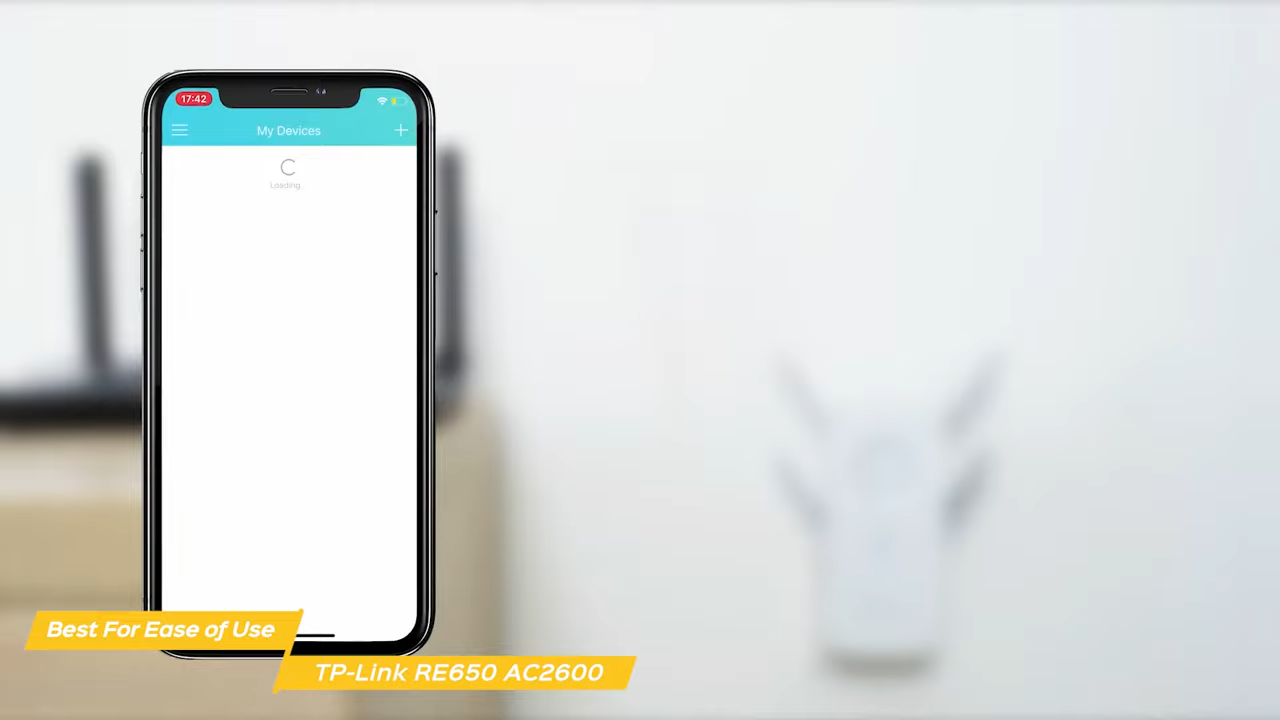 17:42
My Devices
Loading
Best For Ease of Use
TP-Link RE650 AC2600